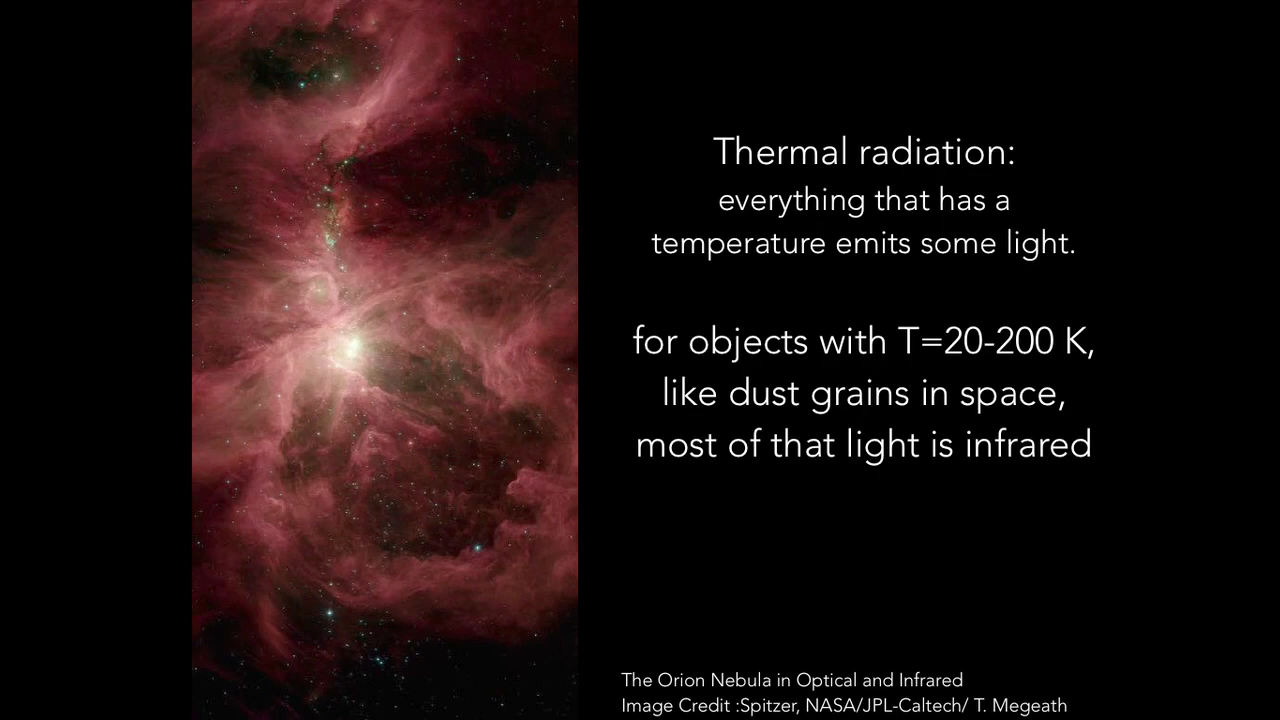 Thermal radiation:
everything that has a
temperature emits some light.
for objects with T=20-200 K,
like dust grains in space,
most of that light is infrared
The Orion Nebula in Optical and Infrared
Image Credit :Spitzer, NASA/JPL-Caltech/ T. Megeath